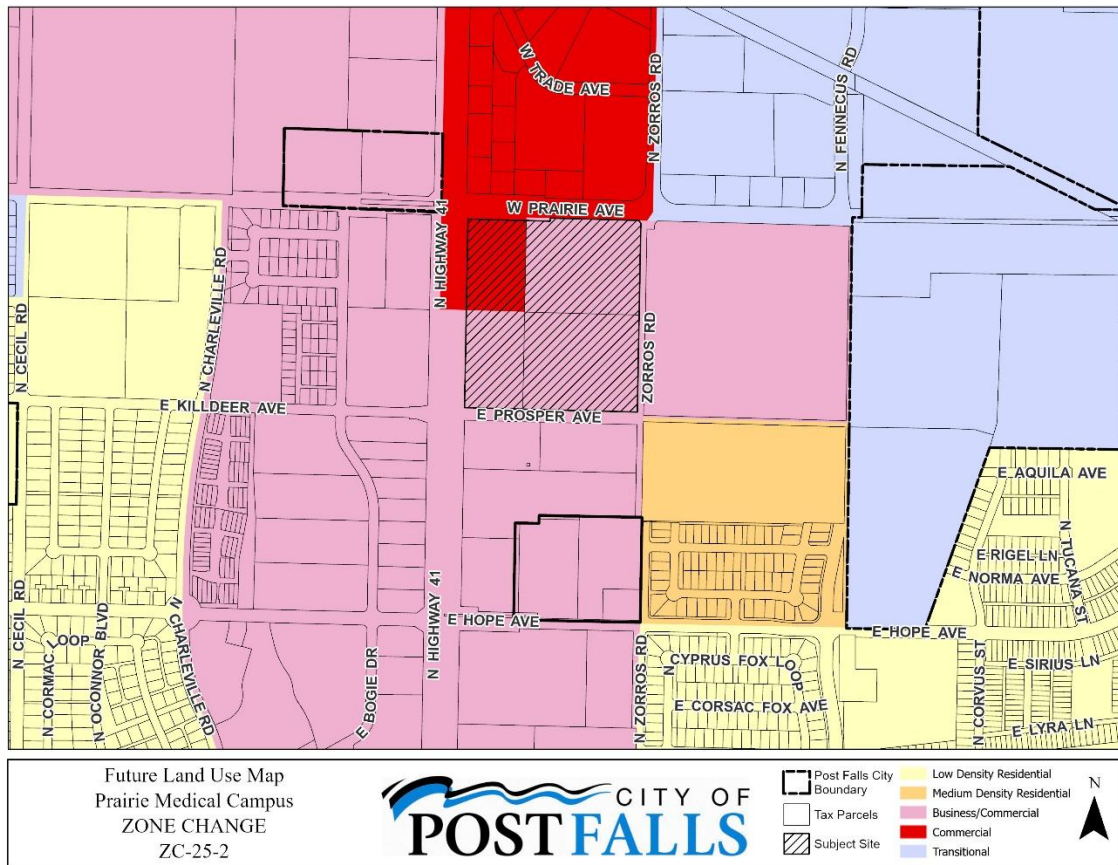 W TRADE AVE
N ZORROS RD
N FENNECUS RD
W PRAIRIE AVE
N HIGHWAY 41
N CHARLEVILLE RD
N CECIL RD
ZORROS RD
E KILLDEER AVE
E PROSPER AVE
E AQUILA AVE
N TUCANA ST
E RIGEL LN
E NORMA AVE
N CECIL RD
N CORMAC LOOP
N OCONNOR BLVD
N CHARLEVILLE RD
E BOGIE DR
N HIGHWAY 41
E HOPE AVE
N ZORROS RD
N CYPRUS FOX LOOP
E CORSAC FOX AVE
E HOPE AVE
N CORVUS ST
E SIRIUS LN
E LYRA LN
Future Land Use Map
Prairie Medical Campus
ZONE CHANGE
ZC-25-2
CITY OF
POST FALLS
Post Falls City
Boundary
Tax Parcels
Subject Site
Low Density Residential
Medium Density Residential
Business/Commercial
Commercial
Transitional
N